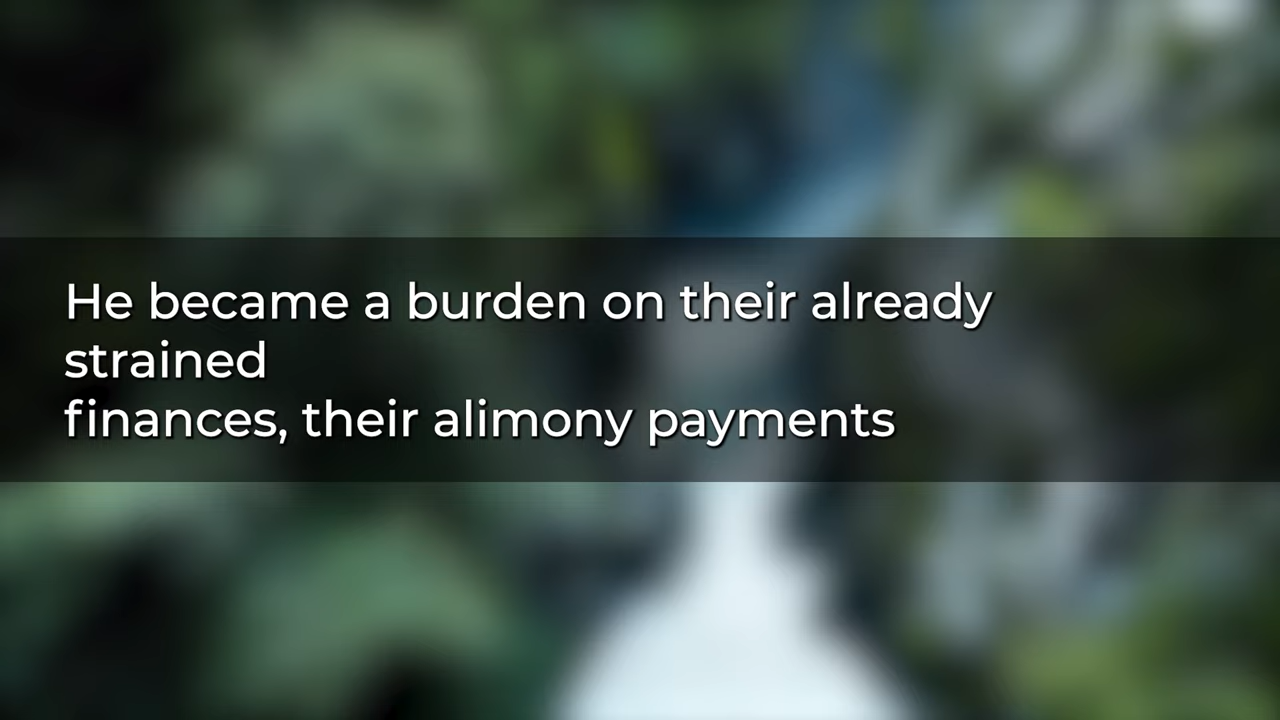 He became a burden on their already
strained
finances, their alimony payments